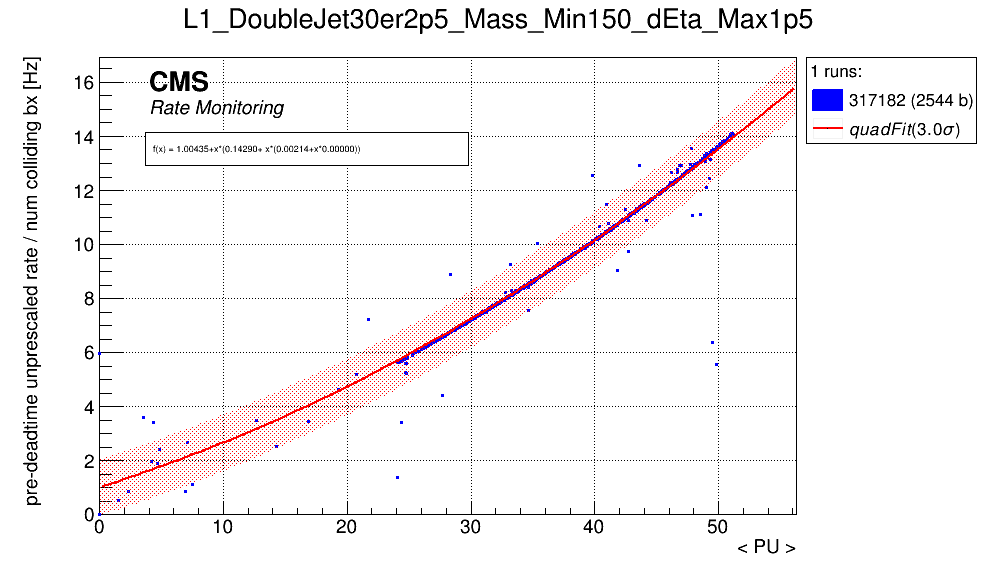 L1_DoubleJet30er2p5_Mass_Min150_dEta_Max1p5
pre-deadtime unprescaled rate / num colliding bx [Hz]
CMS
Rate Monitoring
f(x) = 1.00435+x*(0.14290+ x*(0.00214+x*0.00000))
1 runs:
317182 (2544 b)
quadFit(3.0σ)
16
14
12
10
8
6
4
2
0
0 10 20 30 40 50
< PU >